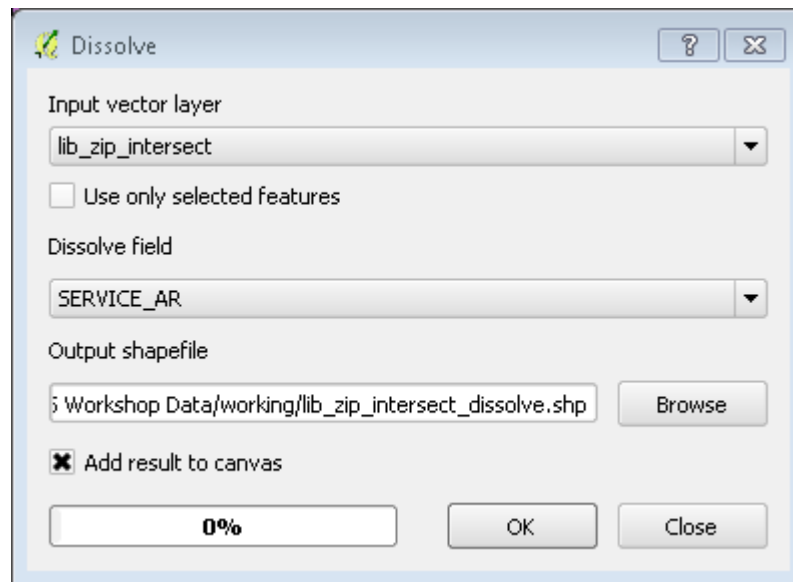 Dissolve
Input vector layer
lib_zip_intersect
Use only selected features
Dissolve field
SERVICE_AR
Output shapefile
Workshop Data/working/lib_zip_intersect_dissolve.shp Browse
Add result to canvas
0% OK Close